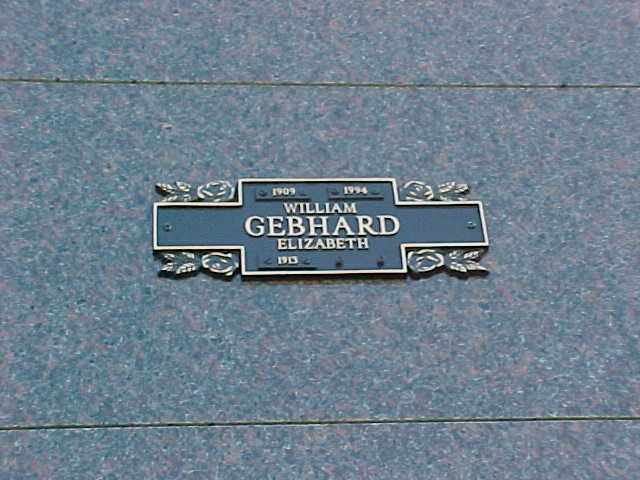 1909 1994
WILLIAM
GEBHARD
ELIZABETH
1913